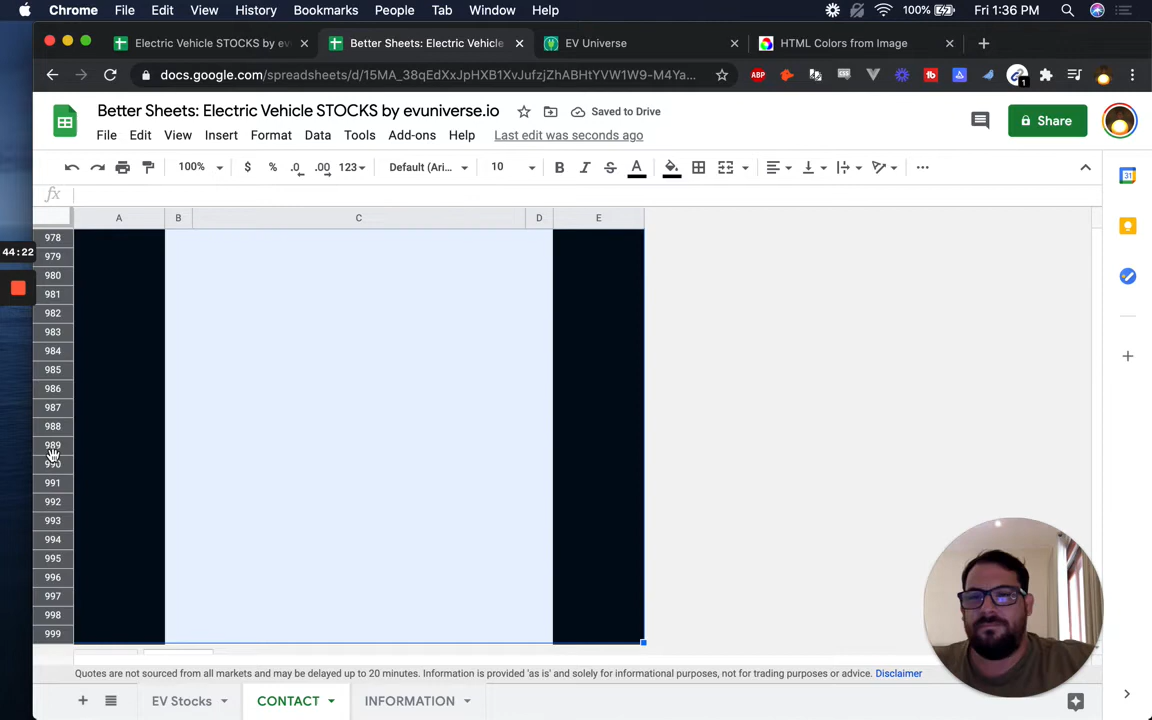 Chrome File Edit View History Bookmarks People Tab Window Help 100% Fri 1:36 PM
Electric Vehicle STOCKS by ev Better Sheets: Electric Vehicle EV Universe HTML Colors from Image
docs.google.com/spreadsheets/d/15MA_38qEdXxJpHXB1XvJufzjZhABHtYVW1W9-M4Ya...
ABP
1
Better Sheets: Electric Vehicle STOCKS by evuniverse.io Saved to Drive
Share
File Edit View Insert Format Data Tools Add-ons Help Last edit was seconds ago
100% $ % .0 .00 123 Default (Ari... 10 B I S A
31
fx
A B C D E
978
44:22
979
980
981
982
983
984
985
986
987
988
989
990
991
992
993
994
995
996
997
998
999
Quotes are not sourced from all markets and may be delayed up to 20 minutes. Information is provided 'as is' and solely for informational purposes, not for trading purposes or advice. Disclaimer
EV Stocks CONTACT INFORMATION